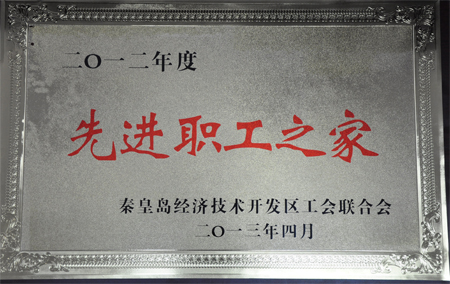 二〇一二年度
先进职工之家
秦皇岛经济技术开发区工会联合会
二〇一三年四月